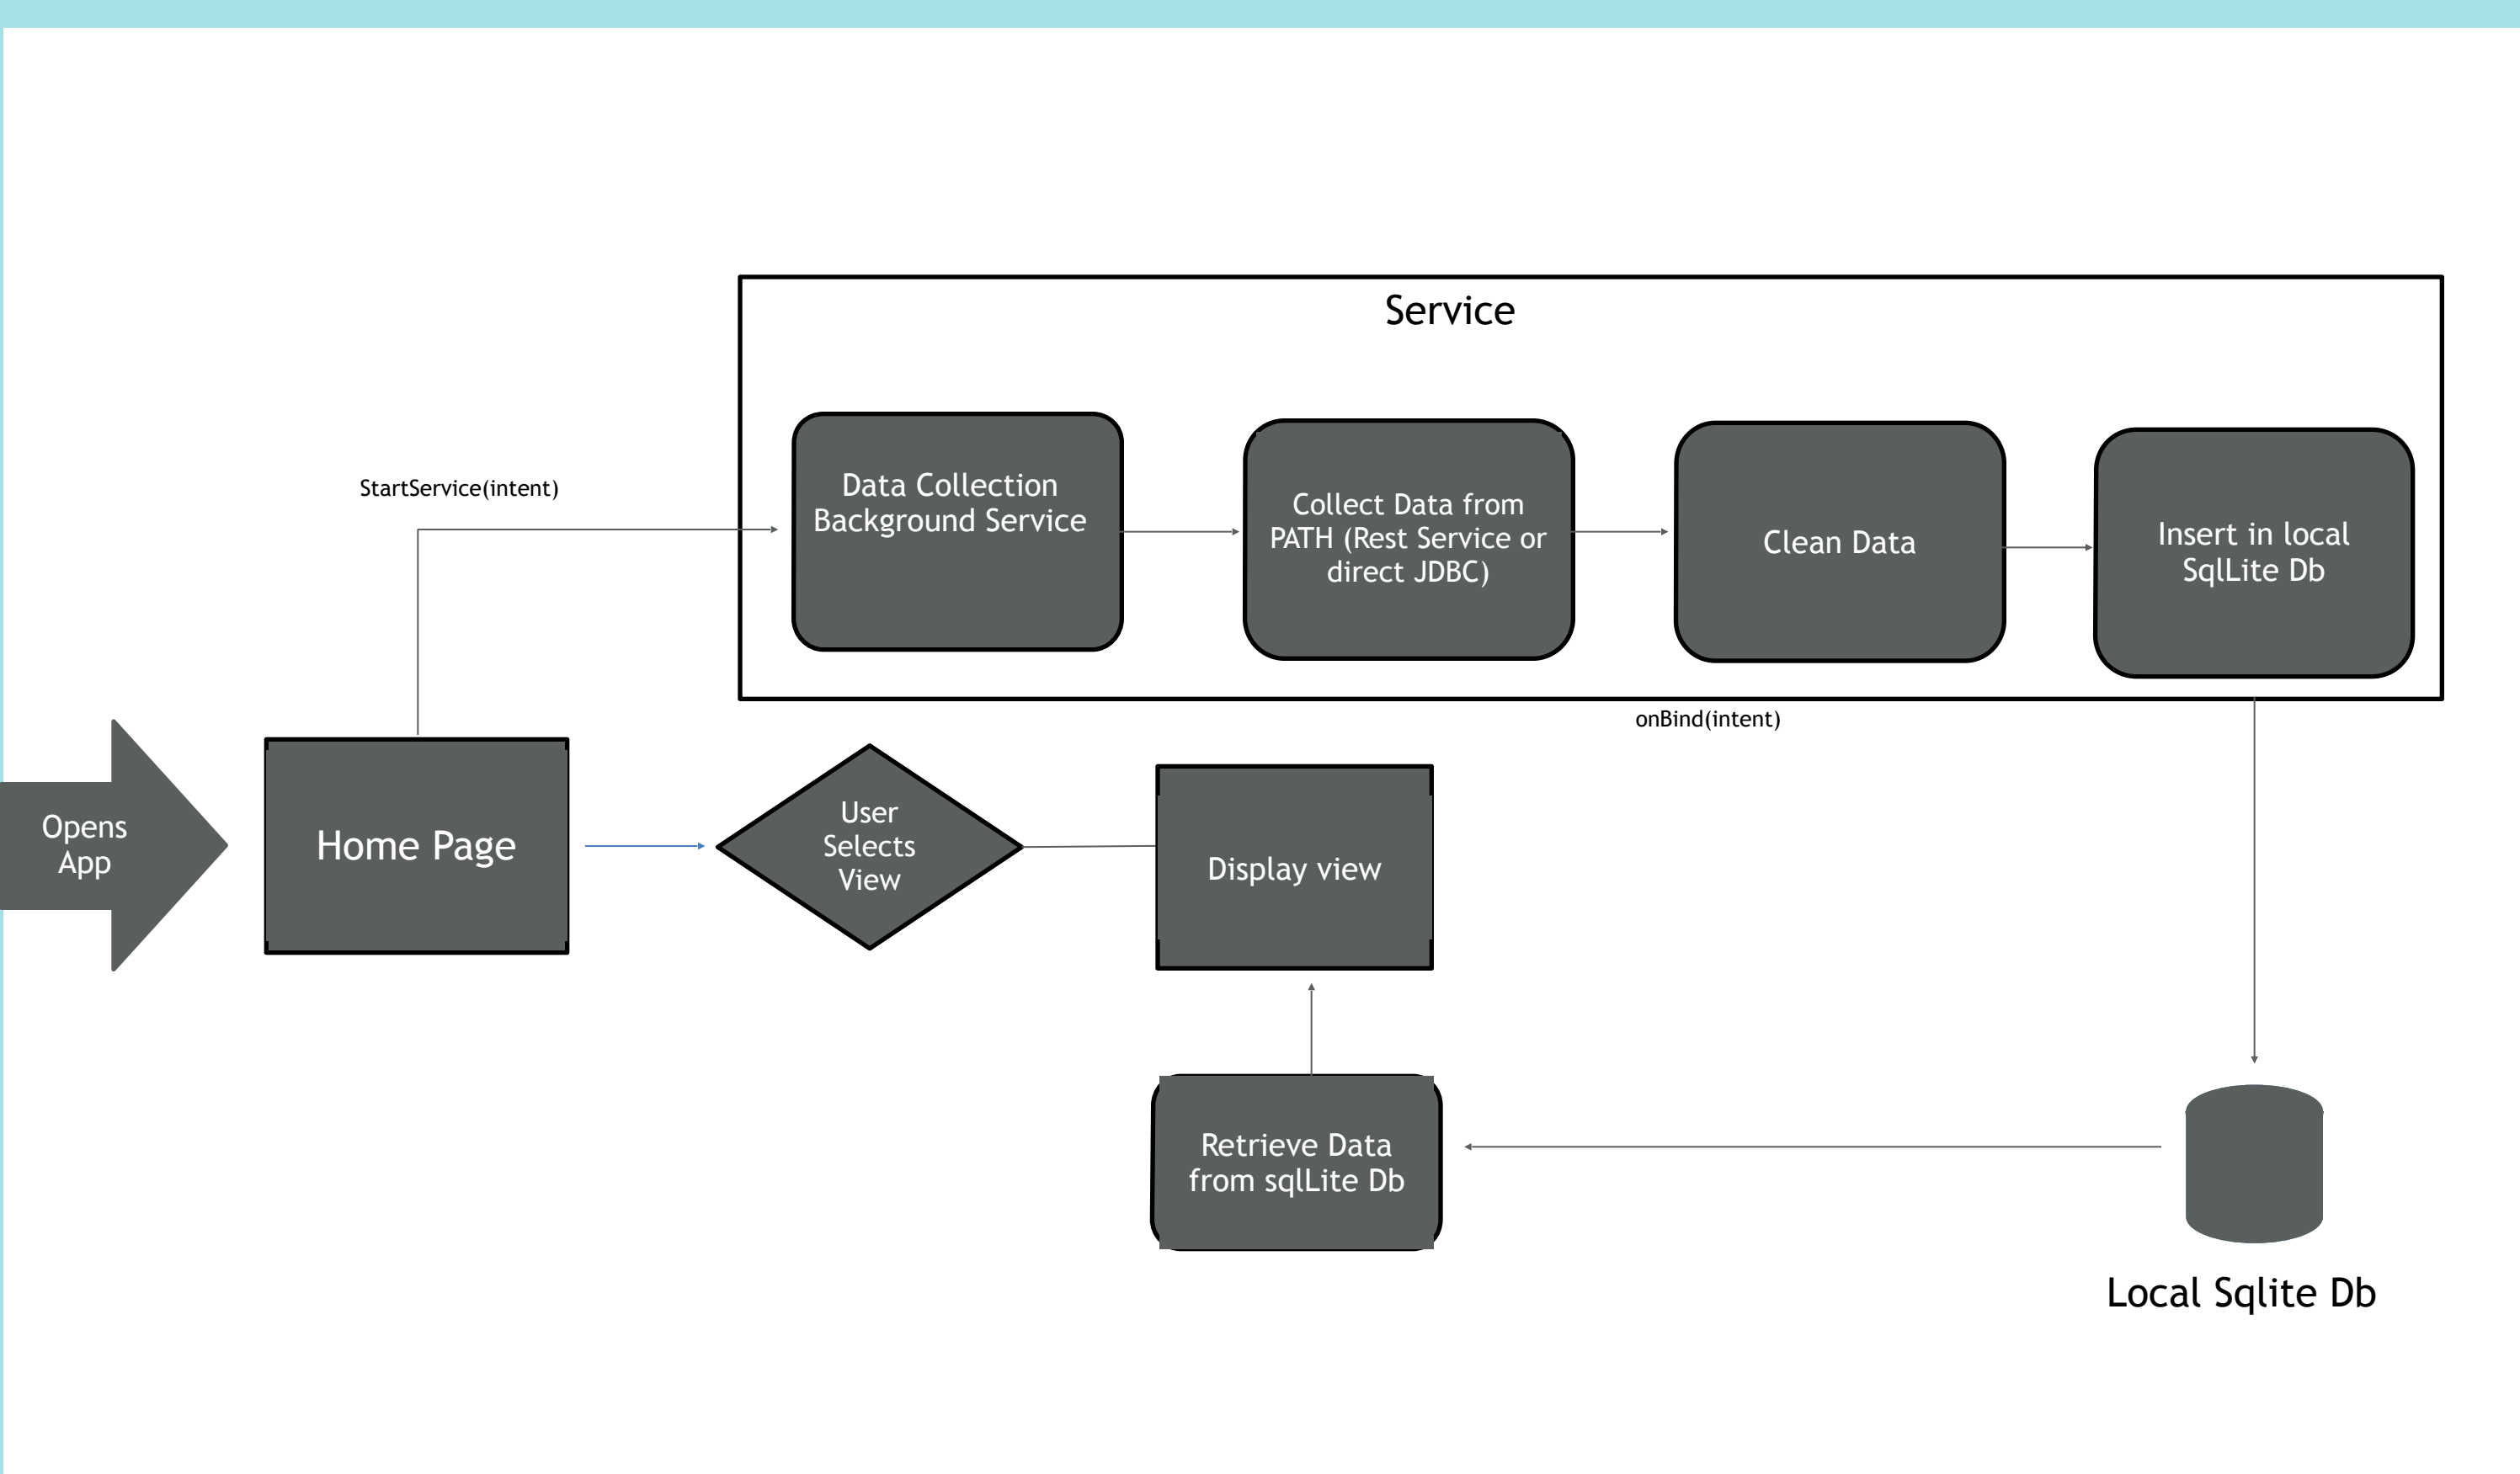 Service
StartService(intent)
Data Collection
Background Service
Collect Data from
PATH (Rest Service or
direct JDBC)
Clean Data
Insert in local
SqlLite Db
onBind(intent)
Opens
App
Home Page
User
Selects
View
Display view
Retrieve Data
from sqlLite Db
Local Sqlite Db